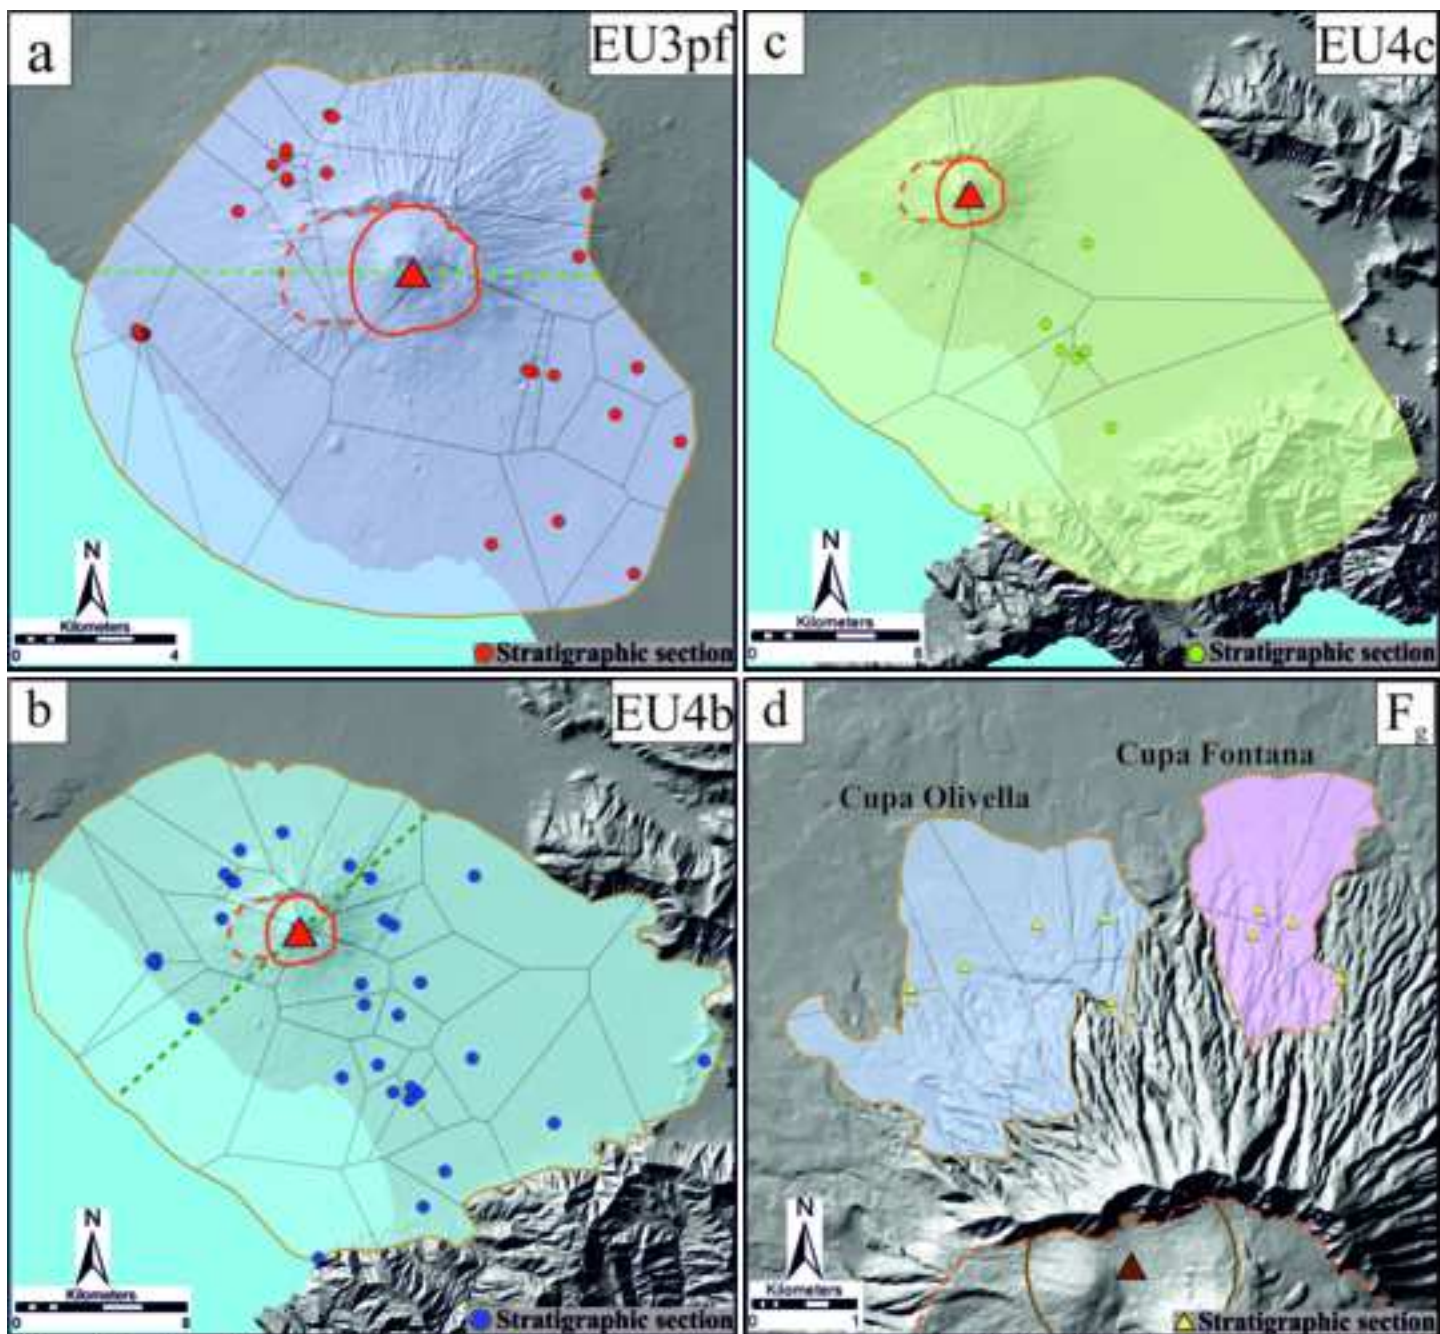 a
EU3pf
N
Kilometers
0 4
Stratigraphic section
c
EU4c
N
Kilometers
0
Stratigraphic section
b
EU4b
N
Kilometers
0 8
Stratigraphic section
d
Fg
Cupa Fontana
Cupa Olivella
N
Kilometers
0 1
Stratigraphic section